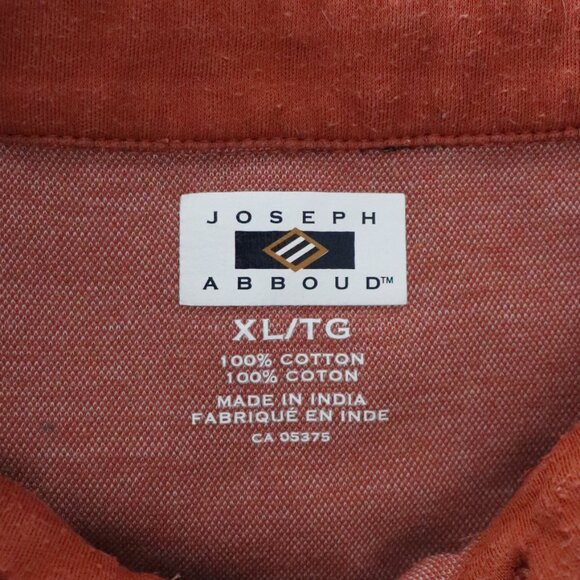 JOSEPH
ABBOUD™
XL/TG
100% COTTON
100% COTON
MADE IN INDIA
FABRIQUÉ EN INDE
CA 05375